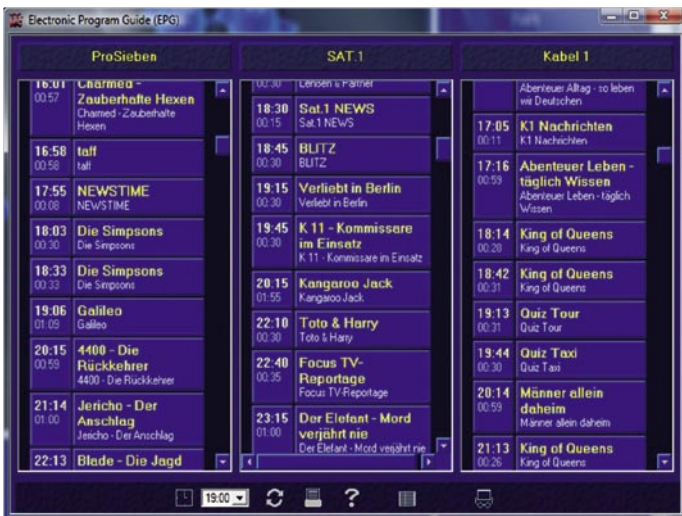 Electronic Program Guide (EPG)
ProSieben
16:01 Charmed -
00:57 Zauberhafte Hexen
Charmed - Zauberhafte
Hexen
16:58 taff
00:58 taff
17:55 NEWSTIME
00:08 NEWSTIME
18:03 Die Simpsons
00:30 Die Simpsons
18:33 Die Simpsons
00:33 Die Simpsons
19:06 Galileo
01:09 Galileo
20:15 4400 - Die
00:59 Rückkehrer
4400 - Die Rückkehrer
21:14 Jericho - Der
01:00 Anschlag
Jericho - Der Anschlag
22:13 Blade - Die Jagd
SAT.1
00:30 Lenßen & Partner
18:30 Sat.1 NEWS
00:15 Sat.1 NEWS
18:45 BLITZ
00:30 BLITZ
19:15 Verliebt in Berlin
00:30 Verliebt in Berlin
19:45 K 11 - Kommissare
00:30 im Einsatz
K 11 - Kommissare im Einsatz
20:15 Kangaroo Jack
01:55 Kangaroo Jack
22:10 Toto & Harry
00:30 Toto & Harry
22:40 Focus TV-
00:35 Reportage
Focus TV-Reportage
23:15 Der Elefant - Mord
01:00 verjährt nie
Der Elefant - Mord verjährt nie
Kabel 1
Abenteuer Alltag - so leben
wir Deutschen
17:05 K1 Nachrichten
00:11 K1 Nachrichten
17:16 Abenteuer Leben -
00:59 täglich Wissen
Abenteuer Leben - täglich
Wissen
18:14 King of Queens
00:28 King of Queens
18:42 King of Queens
00:31 King of Queens
19:13 Quiz Tour
00:31 Quiz Tour
19:44 Quiz Taxi
00:30 Quiz Taxi
20:14 Männer allein
00:59 daheim
Männer allein daheim
21:13 King of Queens
00:26 King of Queens
19:00
?